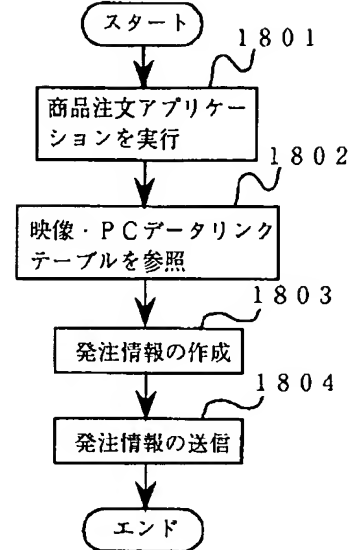 スタート
1801
商品注文アプリケー
ションを実行
1802
映像・PCデータリンク
テーブルを参照
1803
発注情報の作成
1804
発注情報の送信
エンド